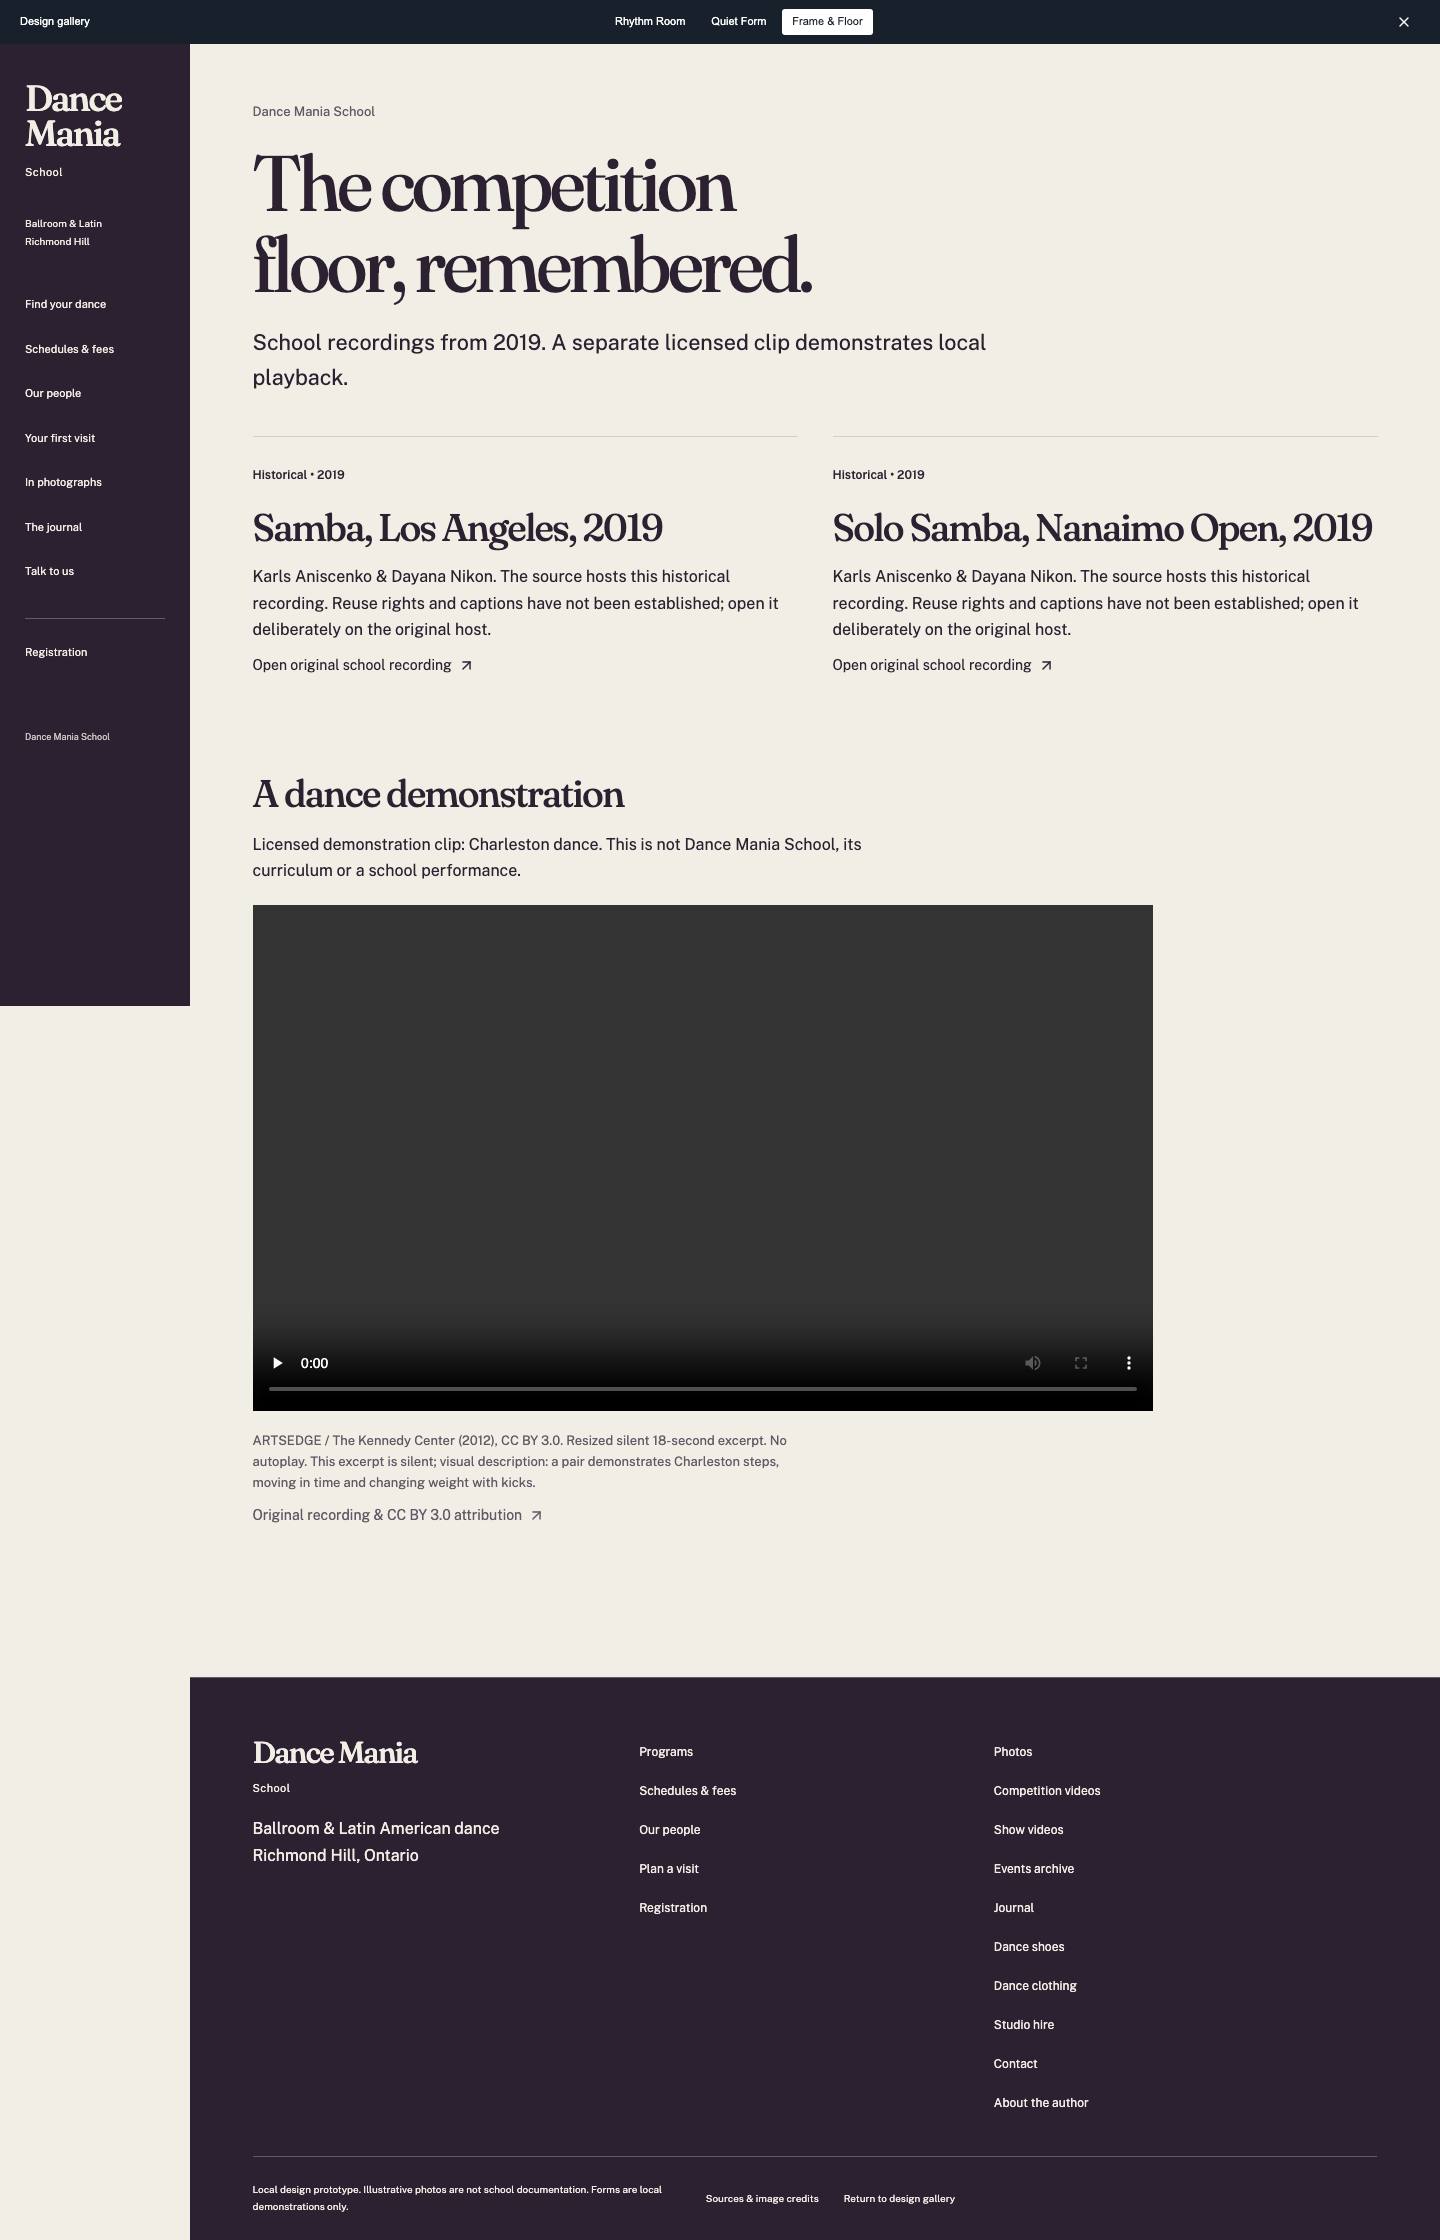 Design gallery
Rhythm Room
Quiet Form
Frame & Floor
Dance
Mania
School
Ballroom & Latin
Richmond Hill
Find your dance
Schedules & fees
Our people
Your first visit
In photographs
The journal
Talk to us
Registration
Dance Mania School
Dance Mania School
The competition
floor, remembered.
School recordings from 2019. A separate licensed clip demonstrates local
playback.
Historical • 2019
Samba, Los Angeles, 2019
Karls Aniscenko & Dayana Nikon. The source hosts this historical
recording. Reuse rights and captions have not been established; open it
deliberately on the original host.
Open original school recording
Historical • 2019
Solo Samba, Nanaimo Open, 2019
Karls Aniscenko & Dayana Nikon. The source hosts this historical
recording. Reuse rights and captions have not been established; open it
deliberately on the original host.
Open original school recording
A dance demonstration
Licensed demonstration clip: Charleston dance. This is not Dance Mania School, its
curriculum or a school performance.
0:00
ARTSEDGE / The Kennedy Center (2012), CC BY 3.0. Resized silent 18-second excerpt. No
autoplay. This excerpt is silent; visual description: a pair demonstrates Charleston steps,
moving in time and changing weight with kicks.
Original recording & CC BY 3.0 attribution
Dance Mania
School
Ballroom & Latin American dance
Richmond Hill, Ontario
Programs
Schedules & fees
Our people
Plan a visit
Registration
Photos
Competition videos
Show videos
Events archive
Journal
Dance shoes
Dance clothing
Studio hire
Contact
About the author
Local design prototype. Illustrative photos are not school documentation. Forms are local
demonstrations only.
Sources & image credits
Return to design gallery